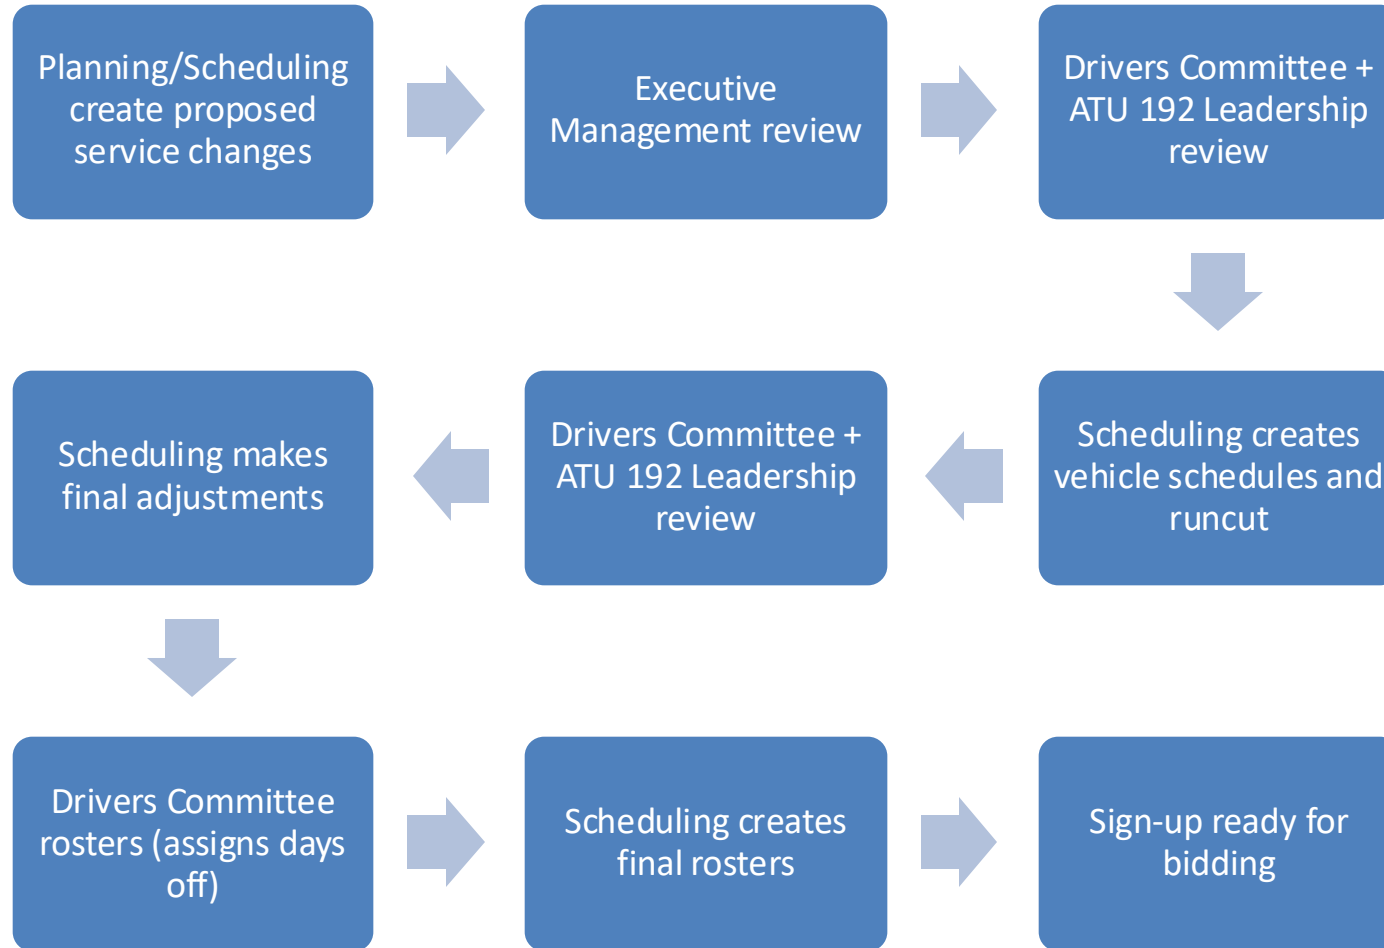 Planning/Scheduling
create proposed
service changes
Executive
Management review
Drivers Committee +
ATU 192 Leadership
review
Scheduling creates
vehicle schedules and
runcut
Drivers Committee +
ATU 192 Leadership
review
Scheduling makes
final adjustments
Drivers Committee
rosters (assigns days
off)
Scheduling creates
final rosters
Sign-up ready for
bidding